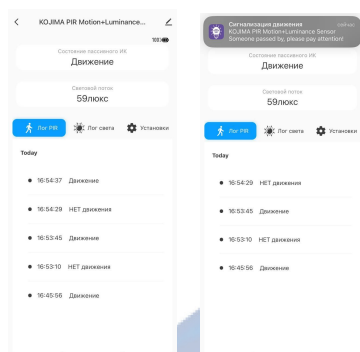 KOJIMA PIR Motion+Luminance...
100%
Состояние пассивного ИК
Движение
Световой поток
59люкс
Лог PIR
Лог света
Установки
Today
16:54:37 Движение
16:54:29 НЕТ движения
16:53:45 Движение
16:53:10 НЕТ движения
16:45:56 Движение
Сигнализация движения
KOJIMA PIR Motion+Luminance Sensor
Someone passed by, please pay attention!
Состояние пассивного ИК
Движение
Световой поток
59люкс
Лог PIR
Лог света
Установки
Today
16:54:29 НЕТ движения
16:53:45 Движение
16:53:10 НЕТ движения
16:45:56 Движение